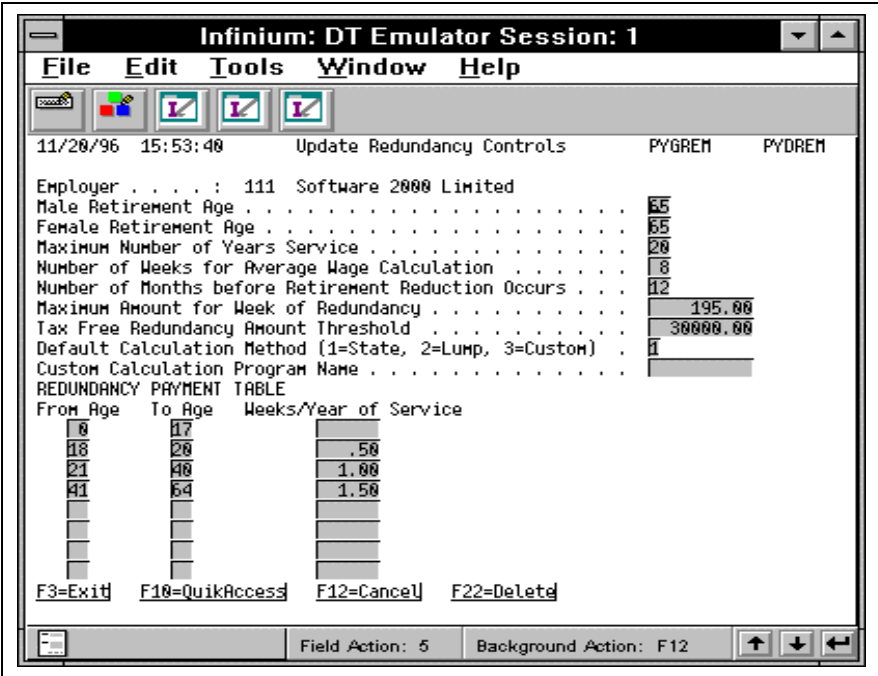 Infinium: DT Emulator Session: 1
File Edit Tools Window Help
11/20/96 15:53:40 Update Redundancy Controls PYGREM PYDREM
Employer . . . . : 111 Software 2000 Limited
Male Retirement Age . . . . . . . . . . . . . . . . . . 65
Female Retirement Age . . . . . . . . . . . . . . . . . 65
Maximum Number of Years Service . . . . . . . . . . . . 20
Number of Weeks for Average Wage Calculation . . . . . . 8
Number of Months before Retirement Reduction Occurs . . . 12
Maximum Amount for Week of Redundancy . . . . . . . . . 195.00
Tax Free Redundancy Amount Threshold . . . . . . . . . 30000.00
Default Calculation Method (1=State, 2=Lump, 3=Custom) . 1
Custom Calculation Program Name . . . . . . . . . . . . .
REDUNDANCY PAYMENT TABLE
From Age To Age Weeks/Year of Service
0 17
18 20 .50
21 40 1.00
41 64 1.50
F3=Exit F10=QuikAccess F12=Cancel F22=Delete
Field Action: 5 Background Action: F12